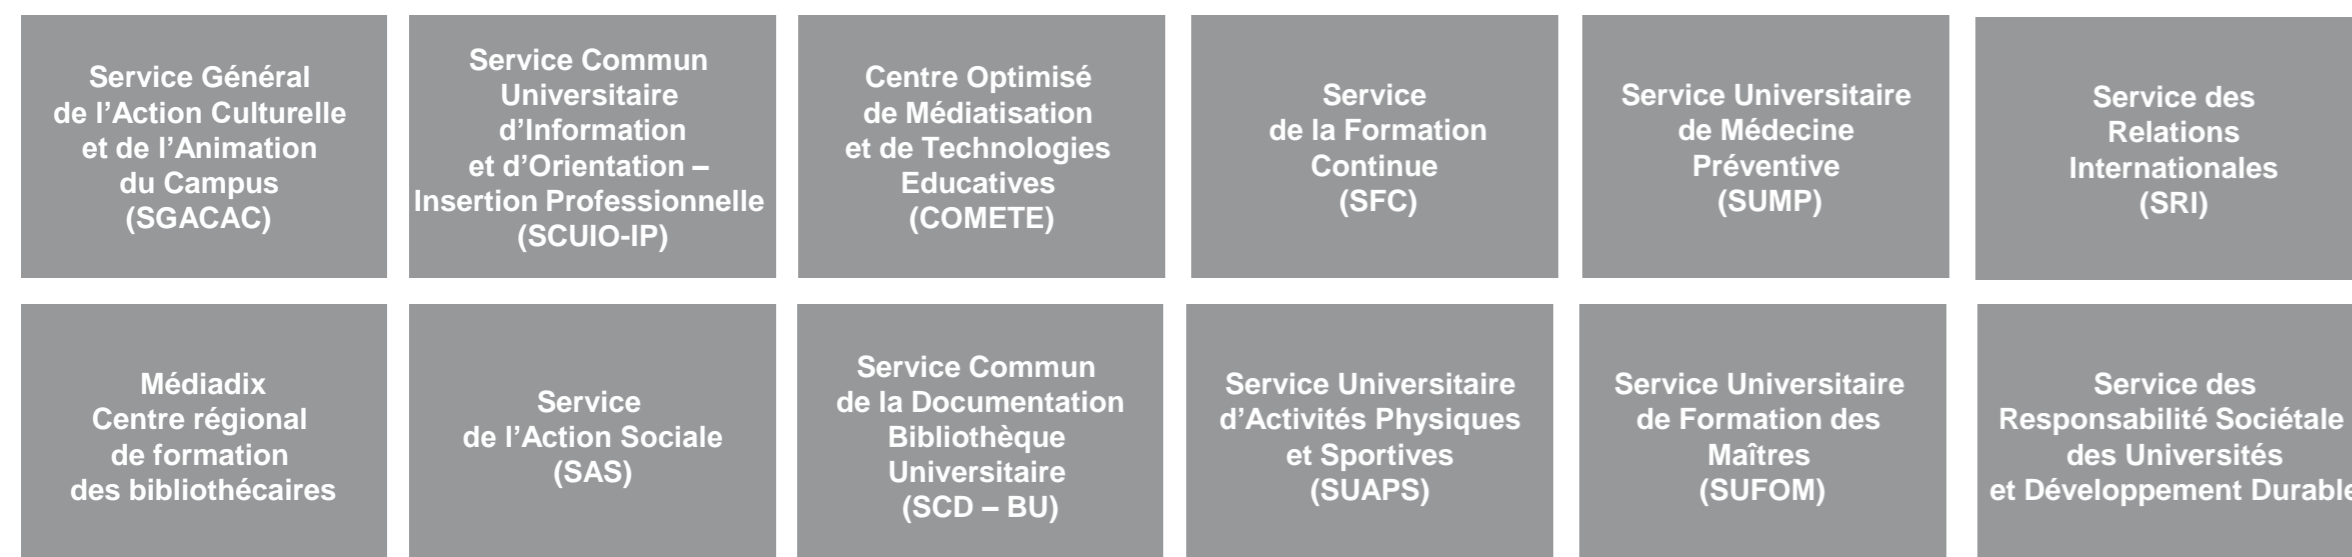 Service Général
de l’Action Culturelle
et de l’Animation
du Campus
(SGACAC)
Service Commun
Universitaire
d’Information
et d’Orientation –
Insertion Professionnelle
(SCUIO-IP)
Centre Optimisé
de Médiatisation
et de Technologies
Educatives
(COMETE)
Service
de la Formation
Continue
(SFC)
Service Universitaire
de Médecine
Préventive
(SUMP)
Service des
Relations
Internationales
(SRI)
Médiadix
Centre régional
de formation
des bibliothécaires
Service
de l’Action Sociale
(SAS)
Service Commun
de la Documentation
Bibliothèque
Universitaire
(SCD – BU)
Service Universitaire
d’Activités Physiques
et Sportives
(SUAPS)
Service Universitaire
de Formation des
Maîtres
(SUFOM)
Service des
Responsabilité Sociétale
des Universités
et Développement Durable